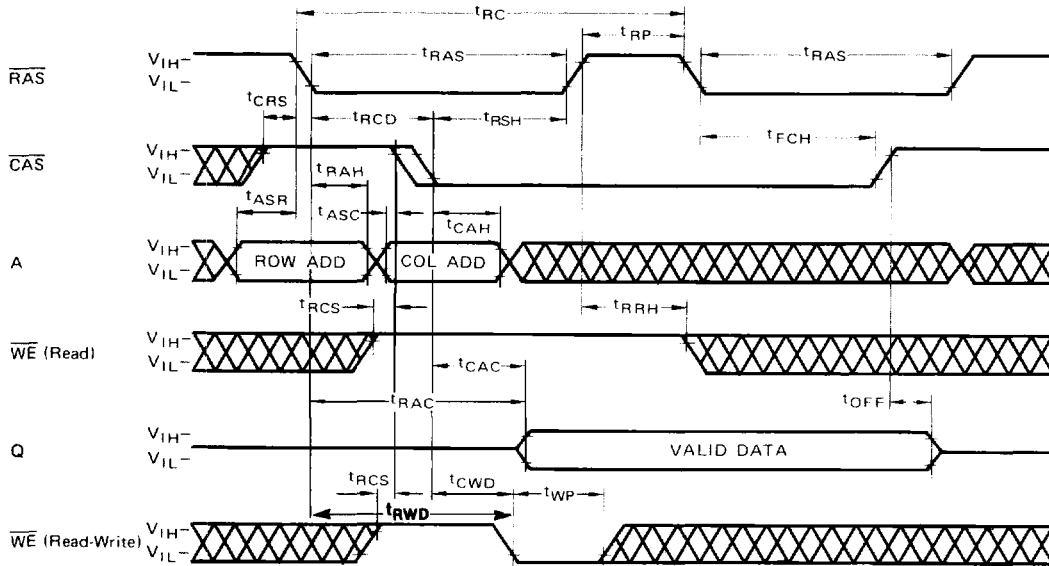 tRC
tRAS tRP tRAS
RAS VIH–
VIL–
tCRS tRCD tRSH tFCH
CAS VIH–
VIL–
tRAH
tASR tASC tCAH
A VIH–
VIL–
ROW ADD COL ADD
tRCS tRRH
WE (Read) VIH–
VIL–
tCAC
tRAC tOFF
Q VIH–
VIL–
VALID DATA
tRCS tCWD tWP
tRWD
WE (Read-Write) VIH–
VIL–